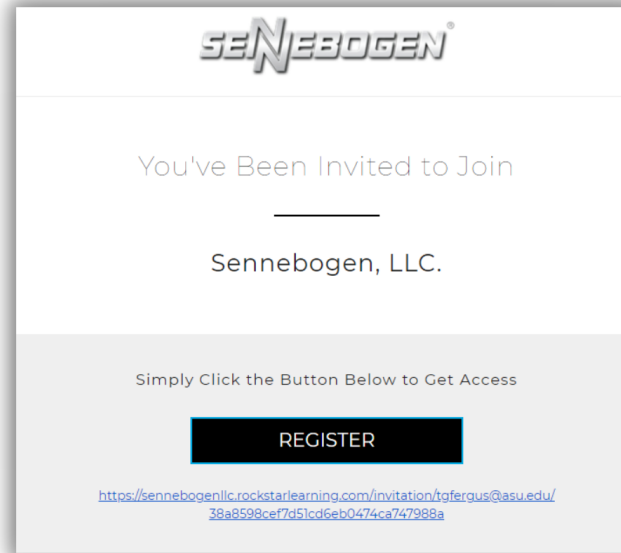 SENNEBOGEN®
You've Been Invited to Join
Sennebogen, LLC.
Simply Click the Button Below to Get Access
REGISTER
https://sennebogenllc.rockstarlearning.com/invitation/tgfergus@asu.edu/
38a8598cef7d51cd6eb0474ca747988a